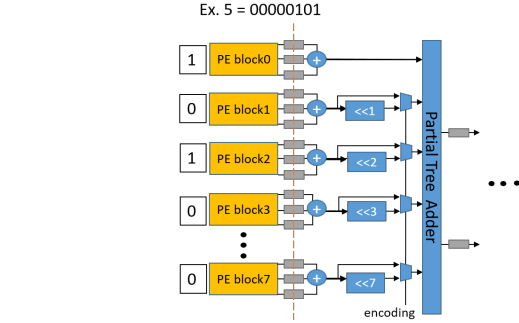 Ex. 5 = 00000101
1 PE block0 +
0 PE block1 + <<1
1 PE block2 + <<2
0 PE block3 + <<3
0 PE block7 + <<7
Partial Tree Adder
encoding